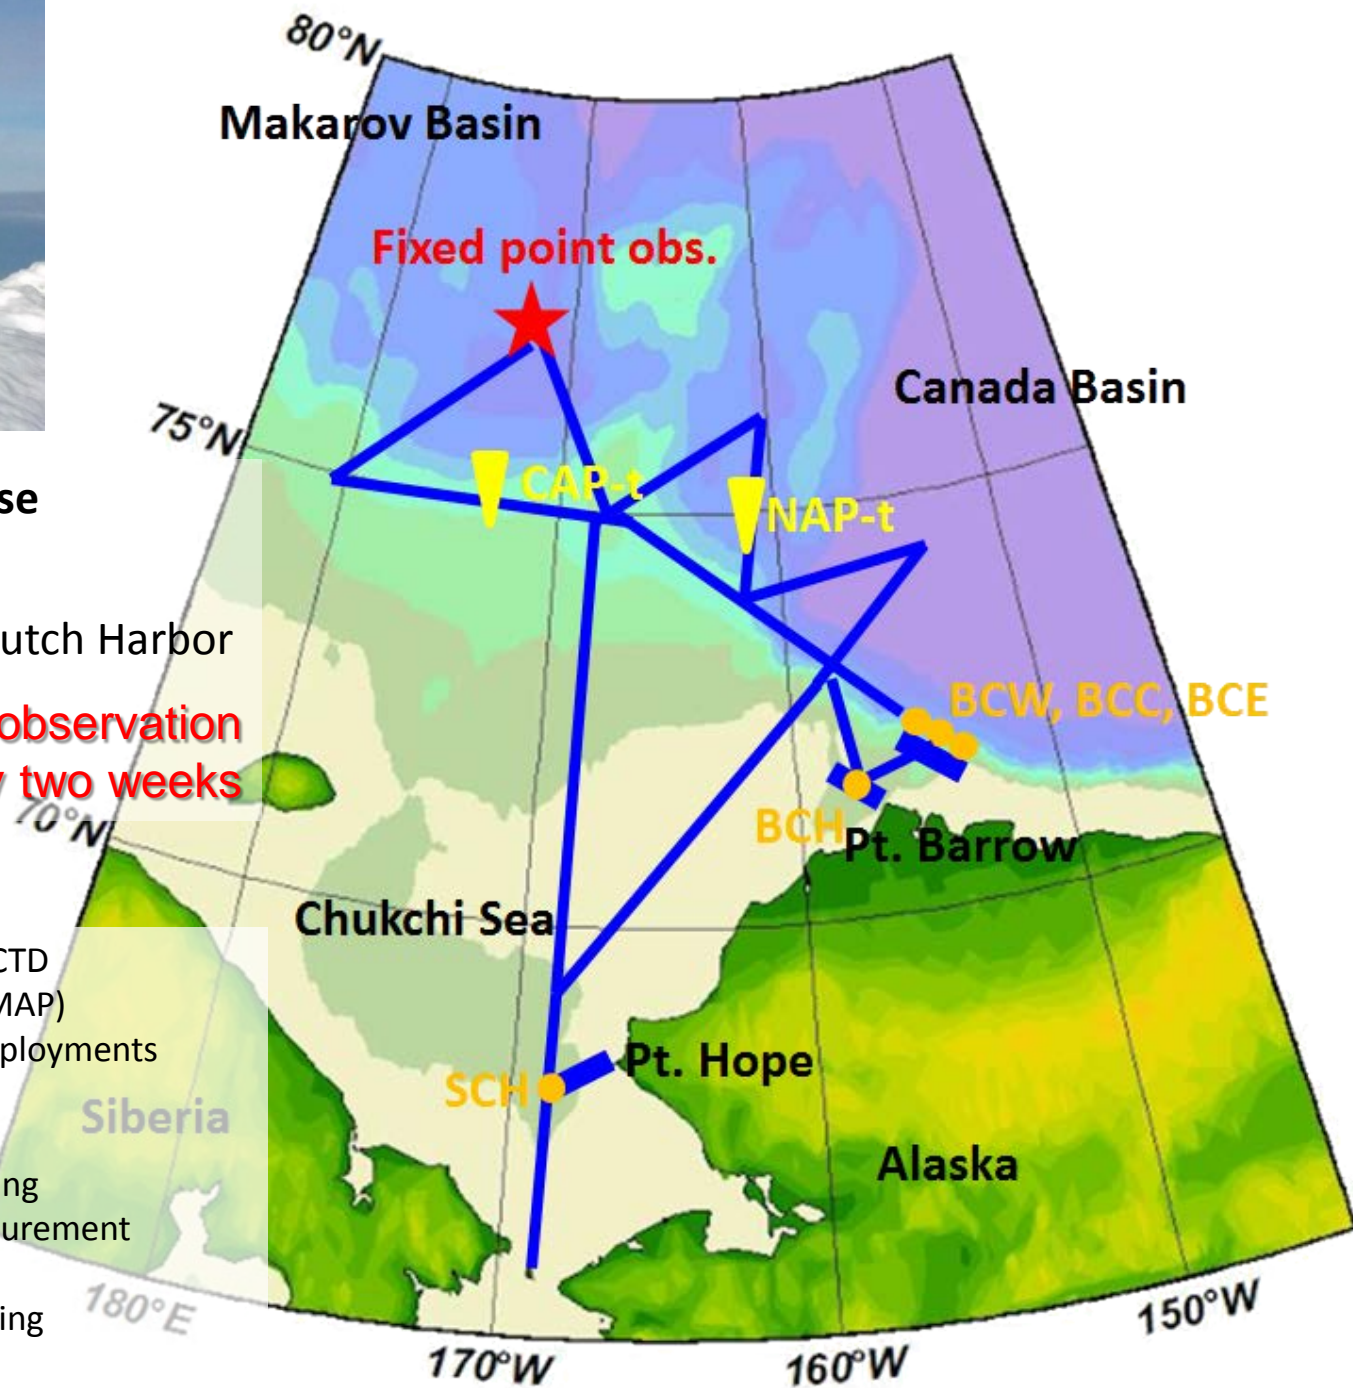 80°N
Makarov Basin
Fixed point obs.
Canada Basin
75°N
CAP-t
NAP-t
se
utch Harbor
observation
two weeks
BCW, BCC, BCE
70°N
BCH
Pt. Barrow
Chukchi Sea
CTD
MAP)
ployments
Pt. Hope
SCH
Siberia
Alaska
ng
urement
180°E
ing
150°W
170°W
160°W